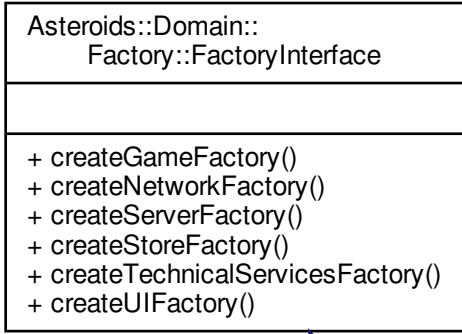 Asteroids::Domain::
Factory::FactoryInterface
+ createGameFactory()
+ createNetworkFactory()
+ createServerFactory()
+ createStoreFactory()
+ createTechnicalServicesFactory()
+ createUIFactory()